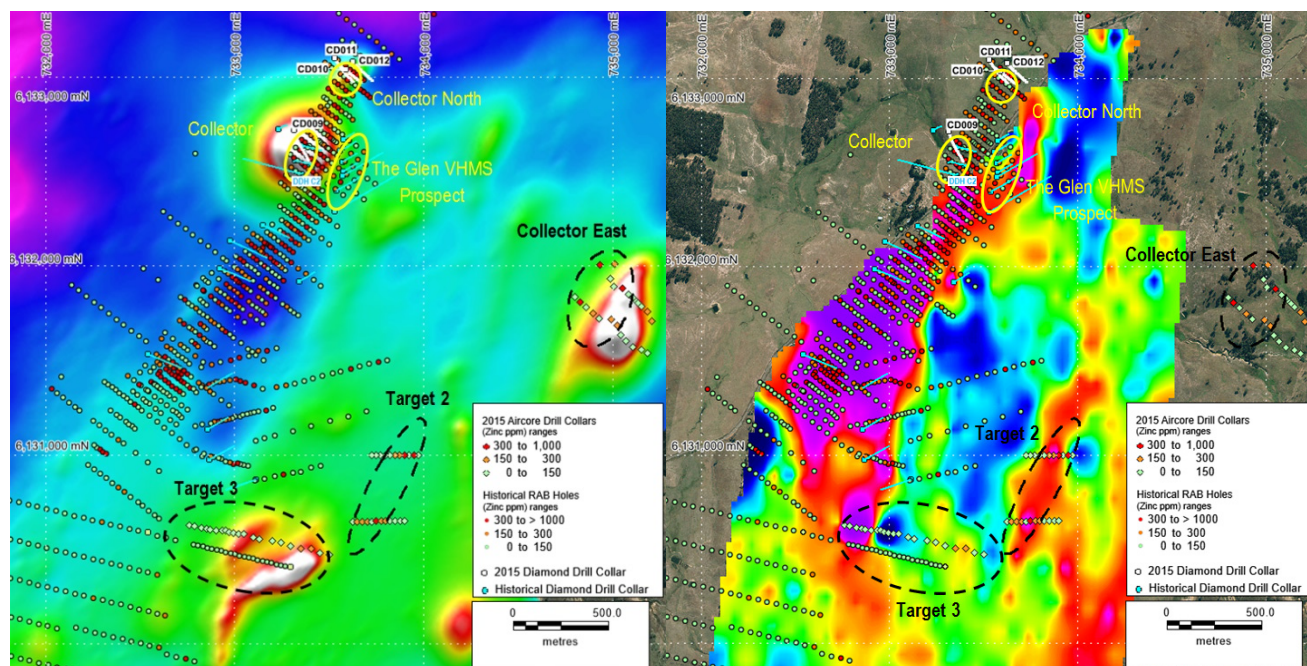 732,000 mE
733,000 mE
734,000 mE
735,000 mE
CD011
CD012
CD010
6,133,000 mN
Collector North
Collector
CD009
The Glen VHMS
Prospect
DDH C2
Collector East
6,132,000 mN
Target 2
6,131,000 mN
Target 3
2015 Aircore Drill Collars
(Zinc ppm) ranges
300 to 1,000
150 to 300
0 to 150
Historical RAB Holes
(Zinc ppm) ranges
300 to > 1000
150 to 300
0 to 150
2015 Diamond Drill Collar
Historical Diamond Drill Collar
0 500.0
metres
732,000 mE
733,000 mE
734,000 mE
735,000 mE
CD011
CD012
CD010
6,133,000 mN
Collector North
Collector
CD009
The Glen VHMS
Prospect
DDH C2
Collector East
6,132,000 mN
Target 2
6,131,000 mN
Target 3
2015 Aircore Drill Collars
(Zinc ppm) ranges
300 to 1,000
150 to 300
0 to 150
Historical RAB Holes
(Zinc ppm) ranges
300 to > 1000
150 to 300
0 to 150
2015 Diamond Drill Collar
Historical Diamond Drill Collar
0 500.0
metres